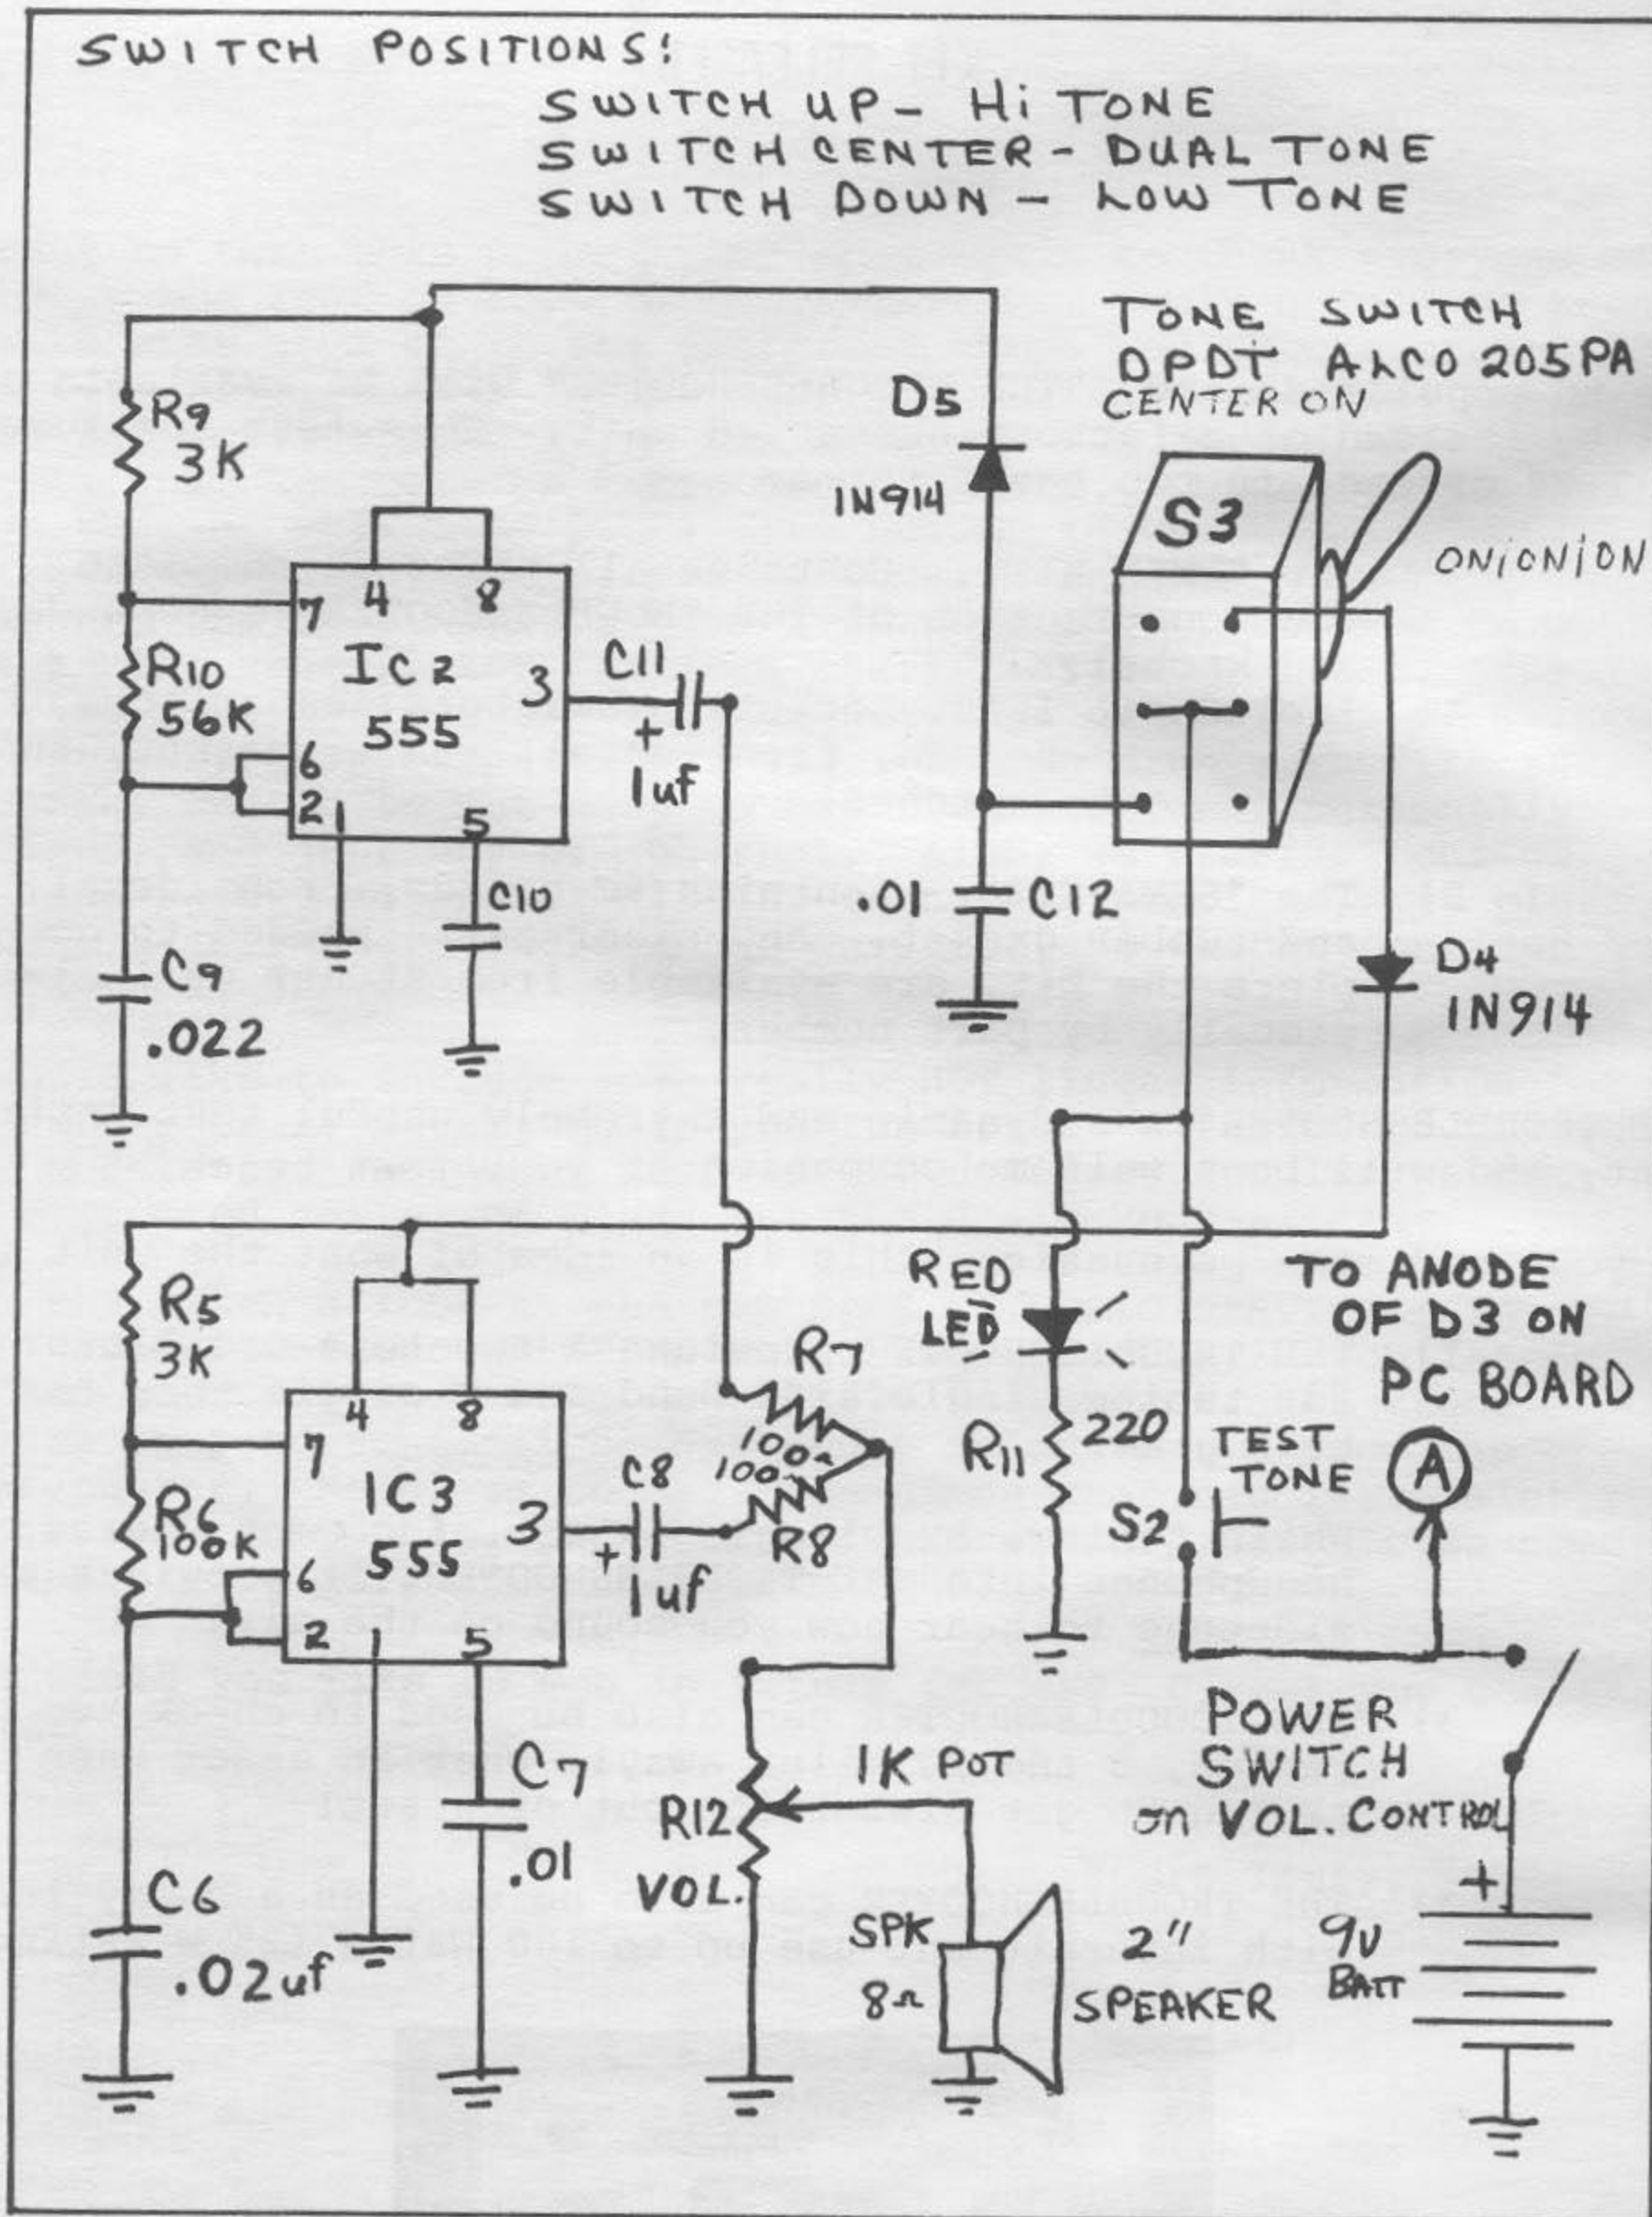 SWITCH POSITIONS:
SWITCH UP - Hi TONE
SWITCH CENTER - DUAL TONE
SWITCH DOWN - LOW TONE
TONE SWITCH
DPDT ALCO 205PA
CENTER ON
D5
1N914
S3
ON/ON/ON
R9
3K
7
4
8
IC2
555
3
6
2
1
5
R10
56K
C11
+
1uf
C10
C9
.022
.01
C12
D4
1N914
R5
3K
4
8
7
IC3
555
3
6
2
1
5
R6
100K
C8
+
1uf
R7
100Ω
100Ω
R8
RED
LED
R11
220
TO ANODE
OF D3 ON
PC BOARD
TEST
TONE
A
S2
POWER
SWITCH
on VOL. CONTROL
C7
.01
R12
VOL.
1K POT
C6
.02uf
SPK
8Ω
2"
SPEAKER
+
9V
BATT